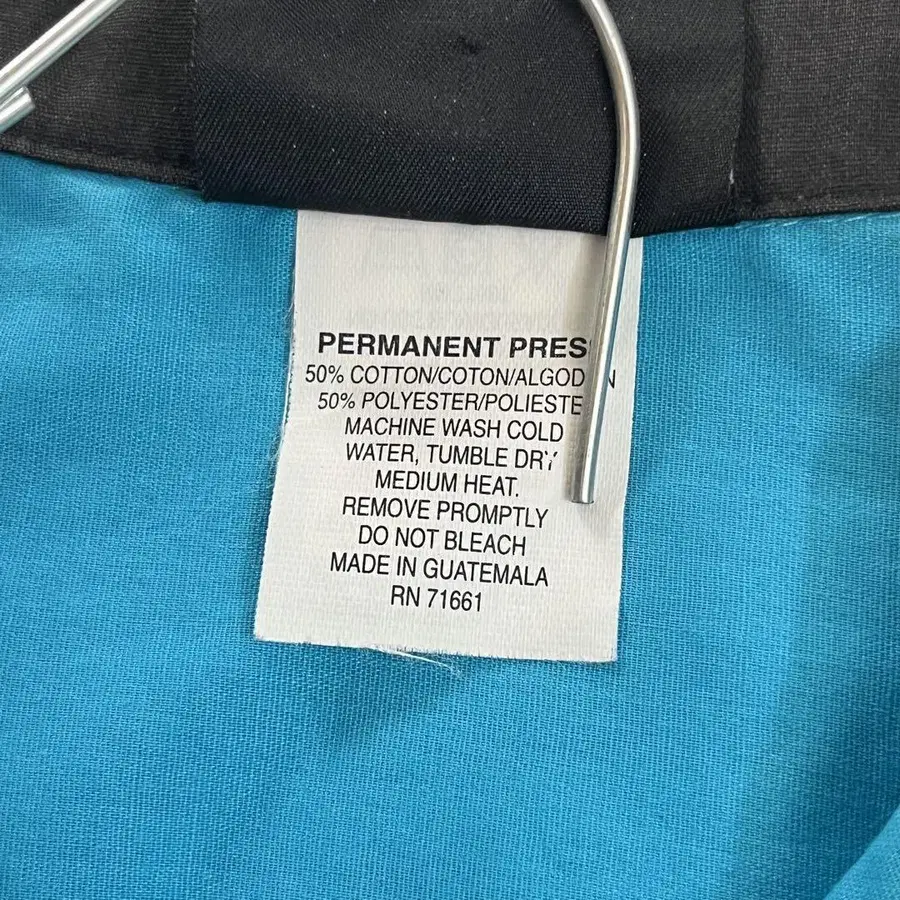 PERMANENT PRES
50% COTTON/COTON/ALGOD N
50% POLYESTER/POLIESTE
MACHINE WASH COLD
WATER, TUMBLE DRY
MEDIUM HEAT.
REMOVE PROMPTLY
DO NOT BLEACH
MADE IN GUATEMALA
RN 71661